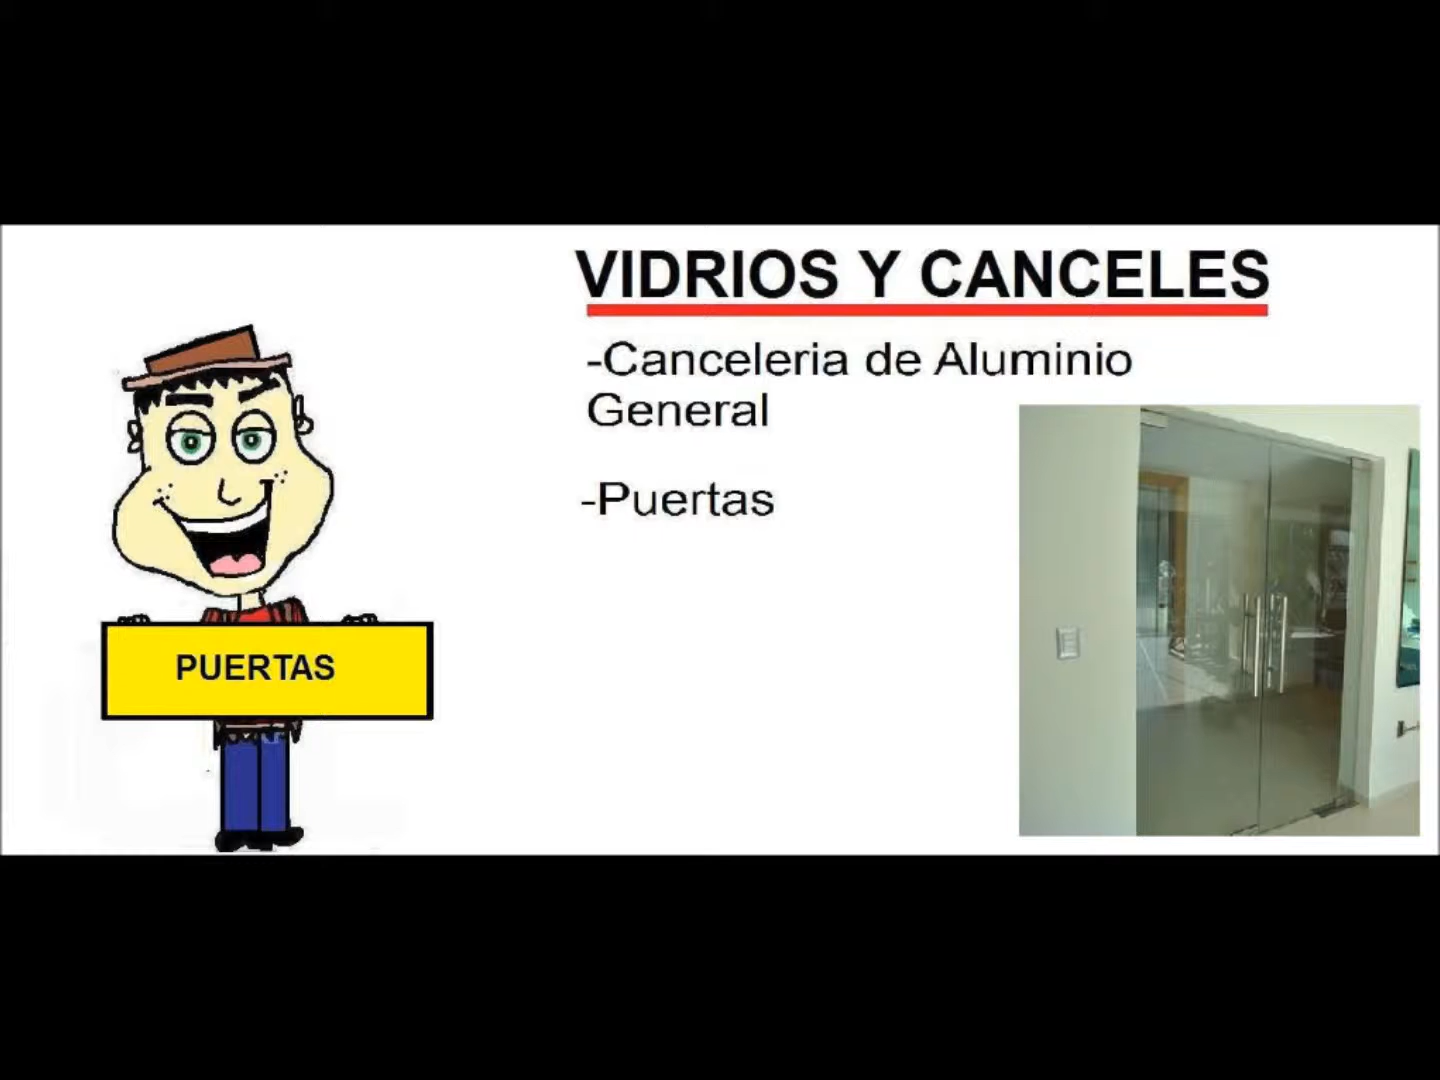 VIDRIOS Y CANCELES
-Canceleria de Aluminio
General
-Puertas
PUERTAS